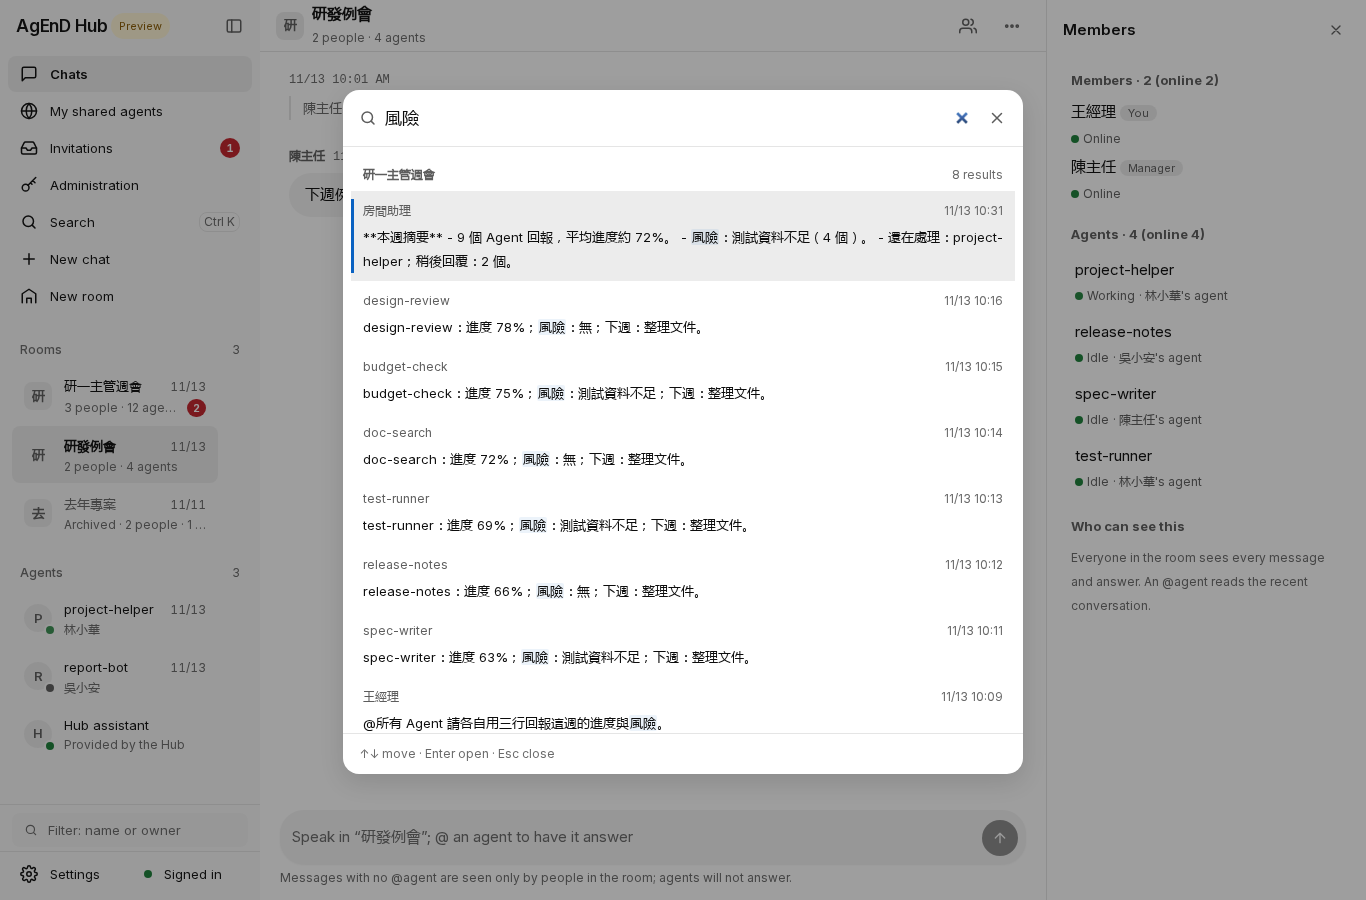 AgEnD Hub Preview
Chats
My shared agents
Invitations 1
Administration
Search Ctrl K
New chat
New room
Rooms 3
研 研一主管週會 11/13
3 people · 12 age… 2
研 研發例會 11/13
2 people · 4 agents
去 去年專案 11/11
Archived · 2 people · 1 …
Agents 3
P project-helper 11/13
林小華
R report-bot 11/13
吳小安
H Hub assistant
Provided by the Hub
Filter: name or owner
Settings Signed in
研 研發例會
2 people · 4 agents
11/13 10:01 AM
陳主任
陳主任 11
下週例
風險
研一主管週會 8 results
房間助理 11/13 10:31
**本週摘要** - 9 個 Agent 回報，平均進度約 72%。 - 風險：測試資料不足（4 個）。 - 還在處理：project-
helper；稍後回覆：2 個。
design-review 11/13 10:16
design-review：進度 78%；風險：無；下週：整理文件。
budget-check 11/13 10:15
budget-check：進度 75%；風險：測試資料不足；下週：整理文件。
doc-search 11/13 10:14
doc-search：進度 72%；風險：無；下週：整理文件。
test-runner 11/13 10:13
test-runner：進度 69%；風險：測試資料不足；下週：整理文件。
release-notes 11/13 10:12
release-notes：進度 66%；風險：無；下週：整理文件。
spec-writer 11/13 10:11
spec-writer：進度 63%；風險：測試資料不足；下週：整理文件。
王經理 11/13 10:09
@所有 Agent 請各自用三行回報這週的進度與風險。
↑↓ move · Enter open · Esc close
Speak in “研發例會”; @ an agent to have it answer
Messages with no @agent are seen only by people in the room; agents will not answer.
Members
Members · 2 (online 2)
王經理 You
Online
陳主任 Manager
Online
Agents · 4 (online 4)
project-helper
Working · 林小華's agent
release-notes
Idle · 吳小安's agent
spec-writer
Idle · 陳主任's agent
test-runner
Idle · 林小華's agent
Who can see this
Everyone in the room sees every message
and answer. An @agent reads the recent
conversation.